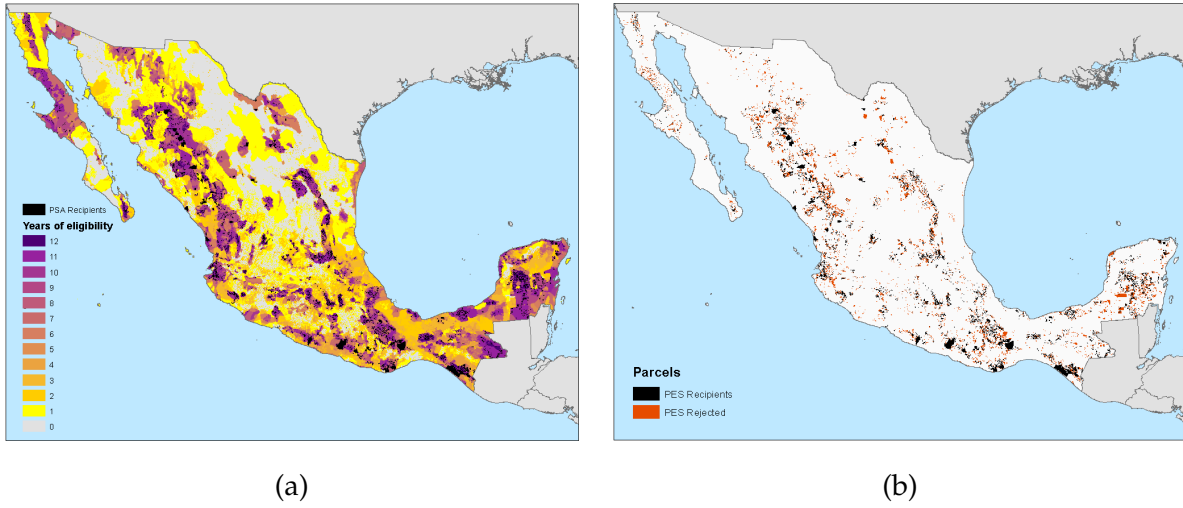 PSA Recipients
Years of eligibility
12
11
10
9
8
7
6
5
4
3
2
1
0
Parcels
PES Recipients
PES Rejected
(a)
(b)